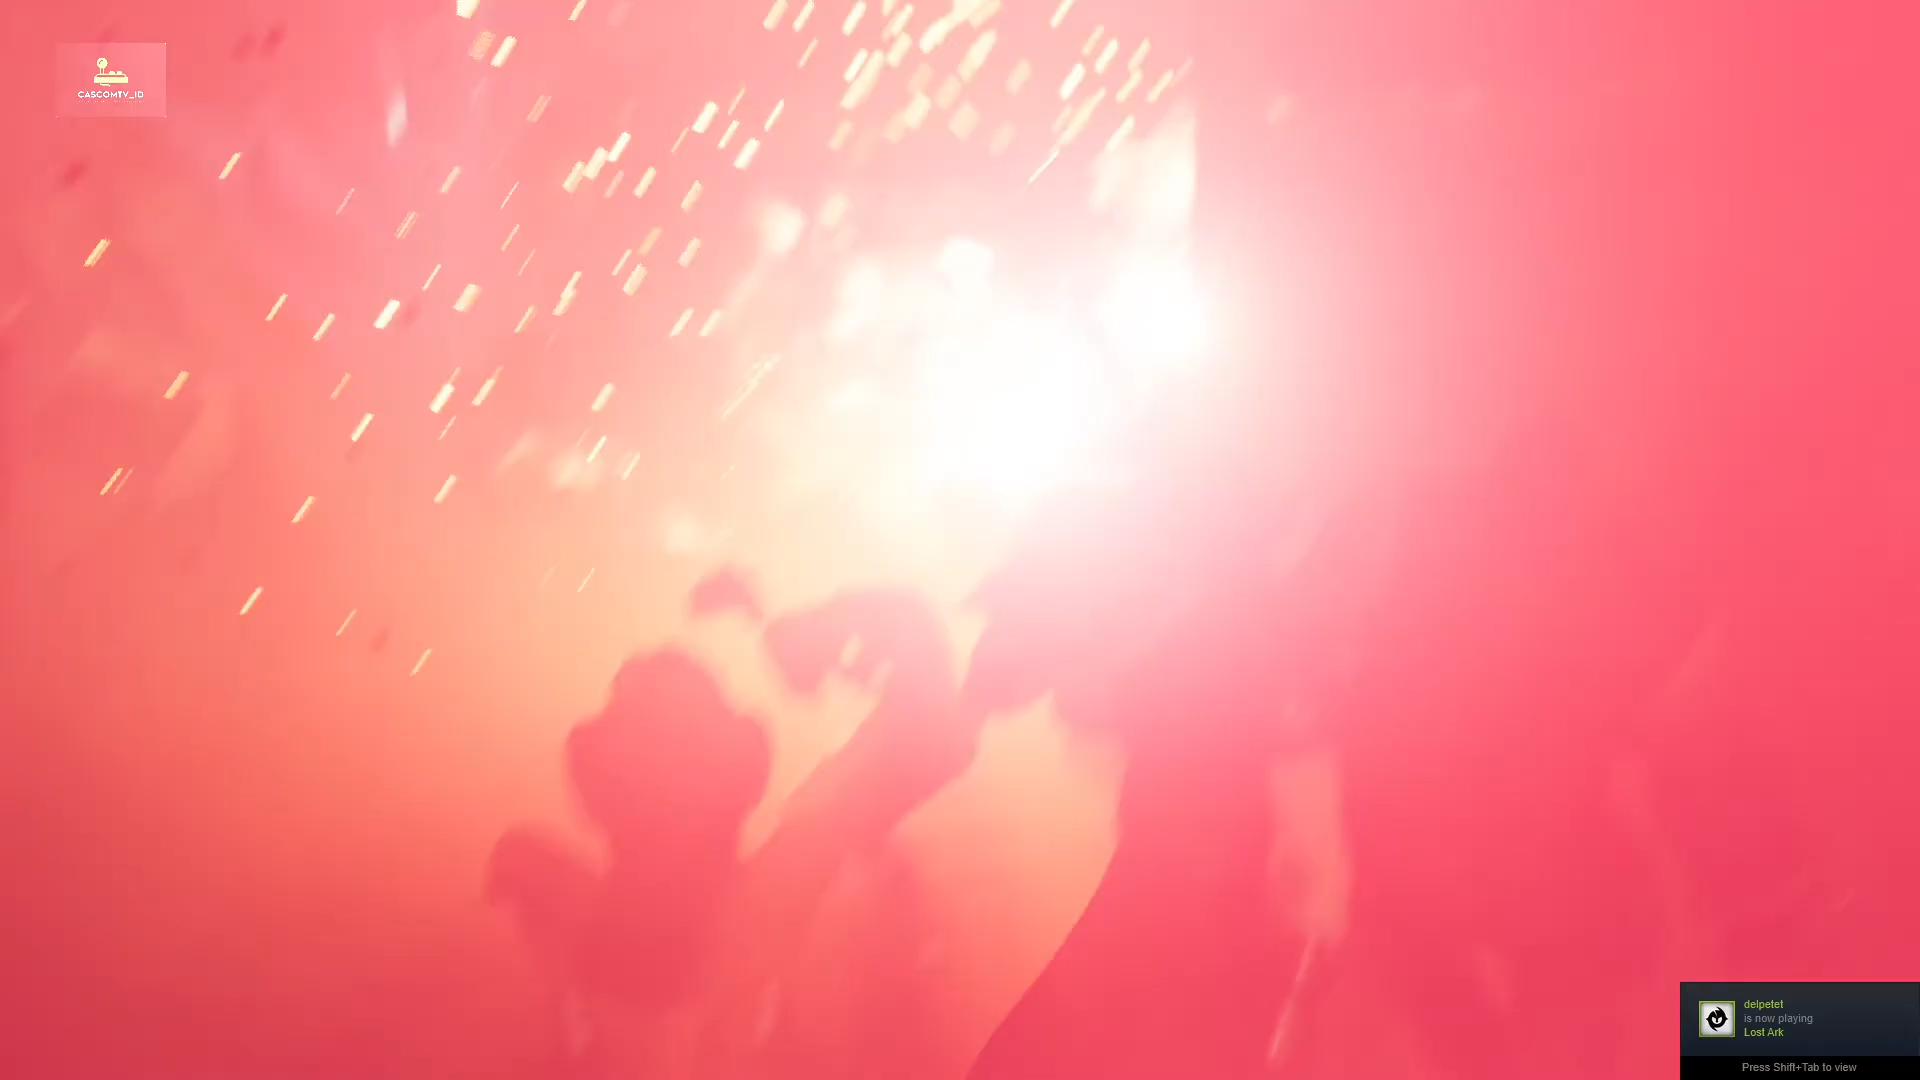 CASCOMTV_ID
delpetet
is now playing
Lost Ark
Press Shift+Tab to view